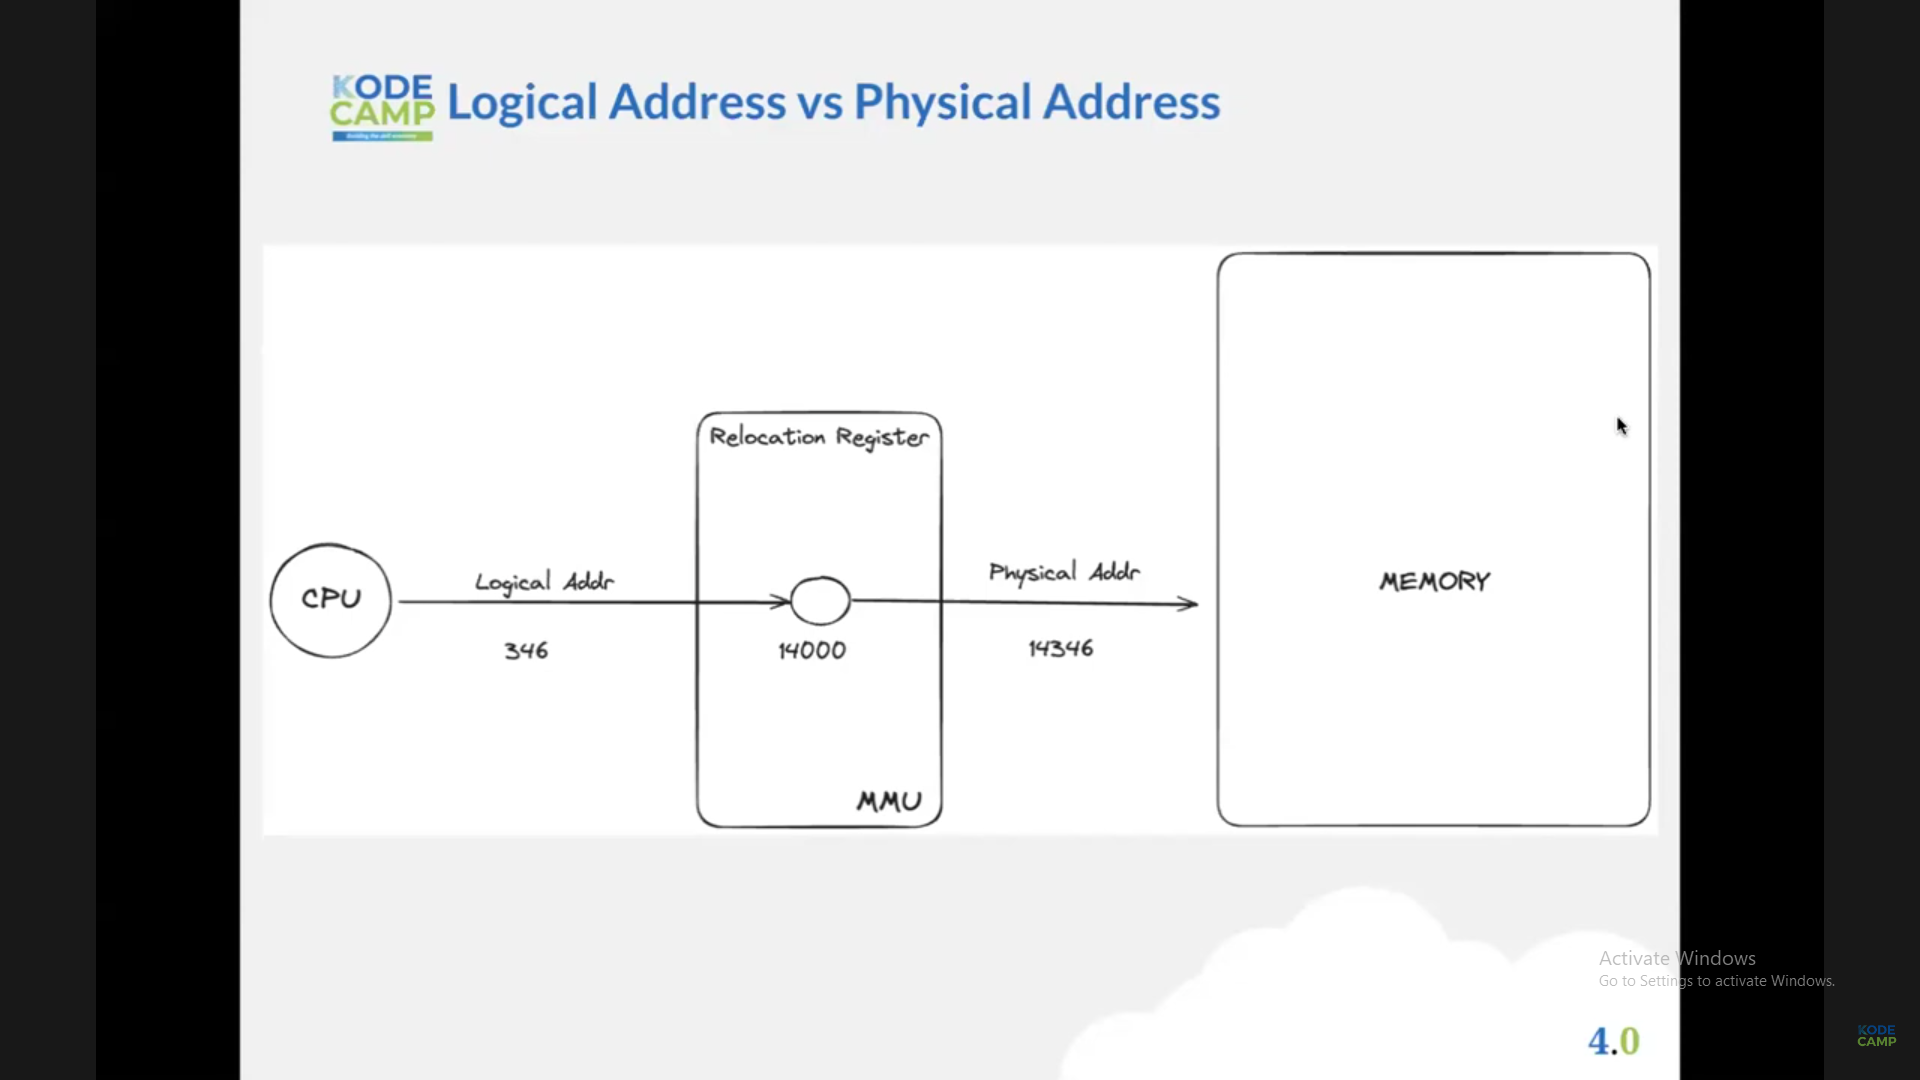 KODE
CAMP
Logical Address vs Physical Address
Relocation Register
CPU
Logical Addr
346
14000
Physical Addr
14346
MEMORY
MMU
Activate Windows
Go to Settings to activate Windows.
4.0
KODE
CAMP